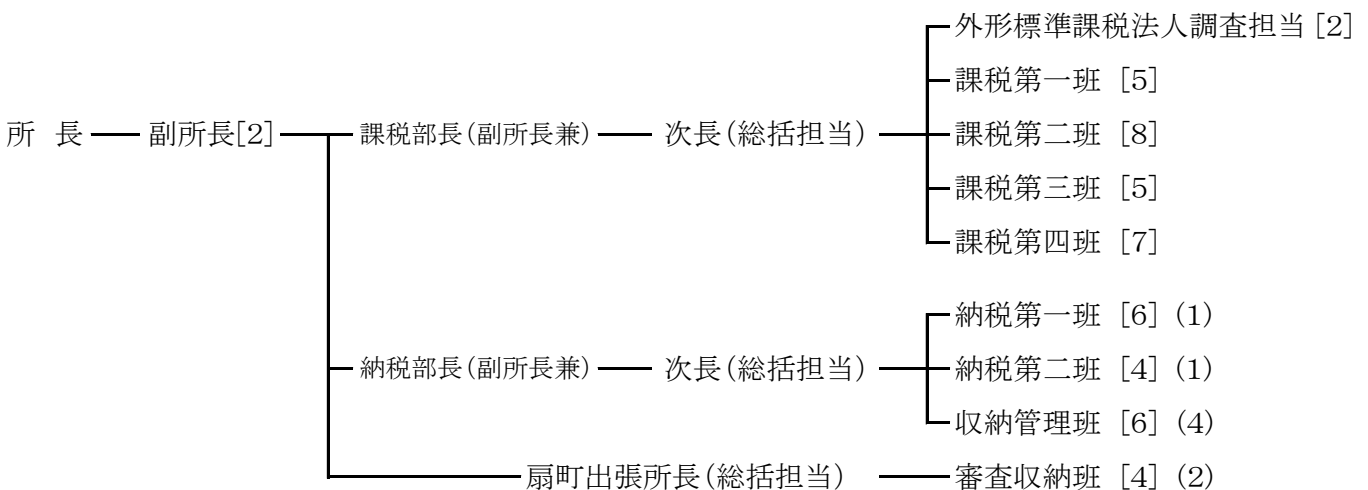 外形標準課税法人調査担当[2]
課税第一班 [5]
所 長 副所長[2] 課税部長(副所長兼) 次長(総括担当) 課税第二班 [8]
課税第三班 [5]
課税第四班 [7]
納税第一班 [6] (1)
納税部長(副所長兼) 次長(総括担当) 納税第二班 [4] (1)
収納管理班 [6] (4)
扇町出張所長(総括担当) 審査収納班 [4] (2)